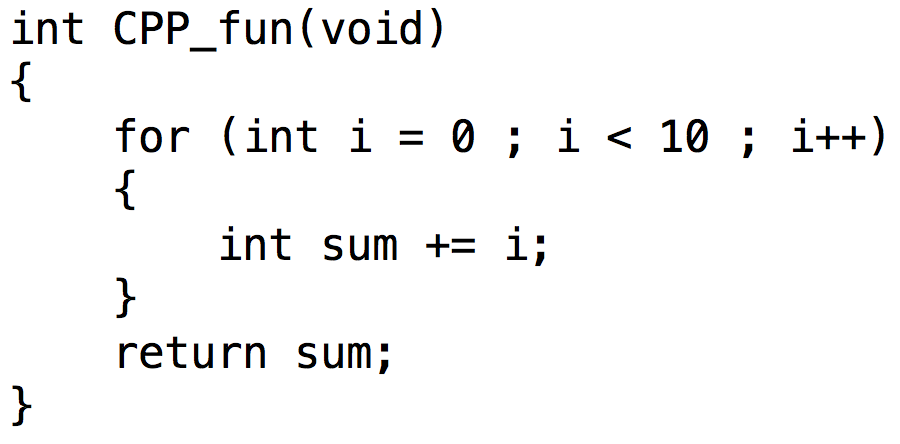 int CPP_fun(void)
{
    for (int i = 0 ; i < 10 ; i++)
    {
        int sum += i;
    }
    return sum;
}